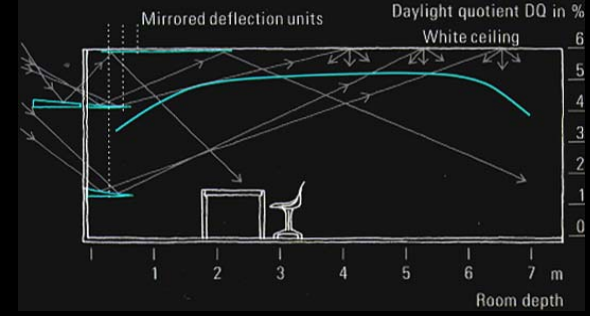 Mirrored deflection units
Daylight quotient DQ in %
White ceiling
6
5
4
3
2
1
0
1 2 3 4 5 6 7 m
Room depth